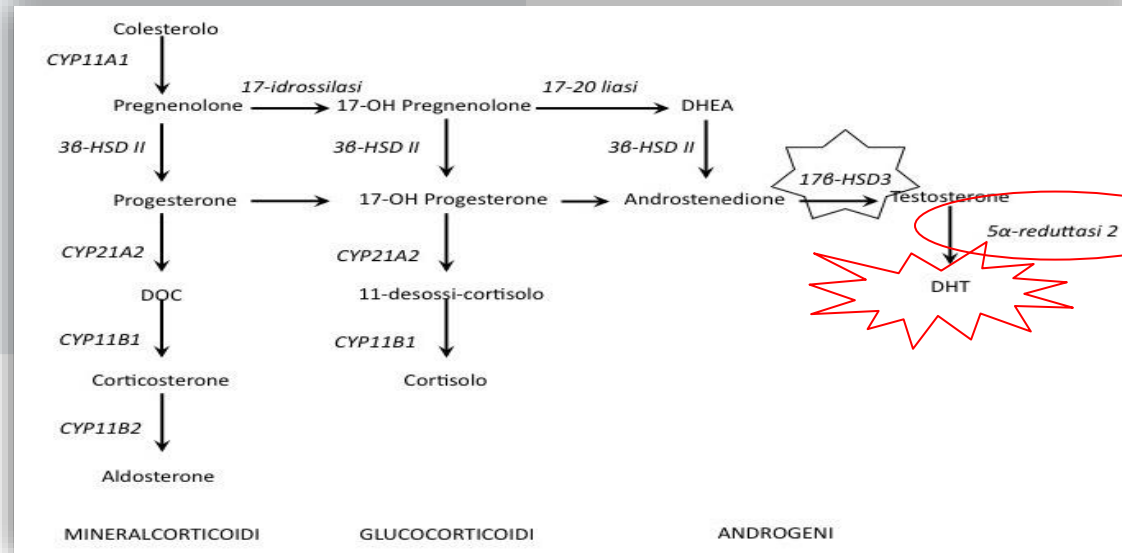 Colesterolo
CYP11A1
17-idrossilasi 17-20 liasi
Pregnenolone 17-OH Pregnenolone DHEA
3β-HSD II 3β-HSD II 3β-HSD II
17β-HSD3
Progesterone 17-OH Progesterone Androstenedione Testosterone
5α-reduttasi 2
CYP21A2 CYP21A2
DOC 11-desossi-cortisolo DHT
CYP11B1 CYP11B1
Corticosterone Cortisolo
CYP11B2
Aldosterone
MINERALCORTICOIDI GLUCOCORTICOIDI ANDROGENI